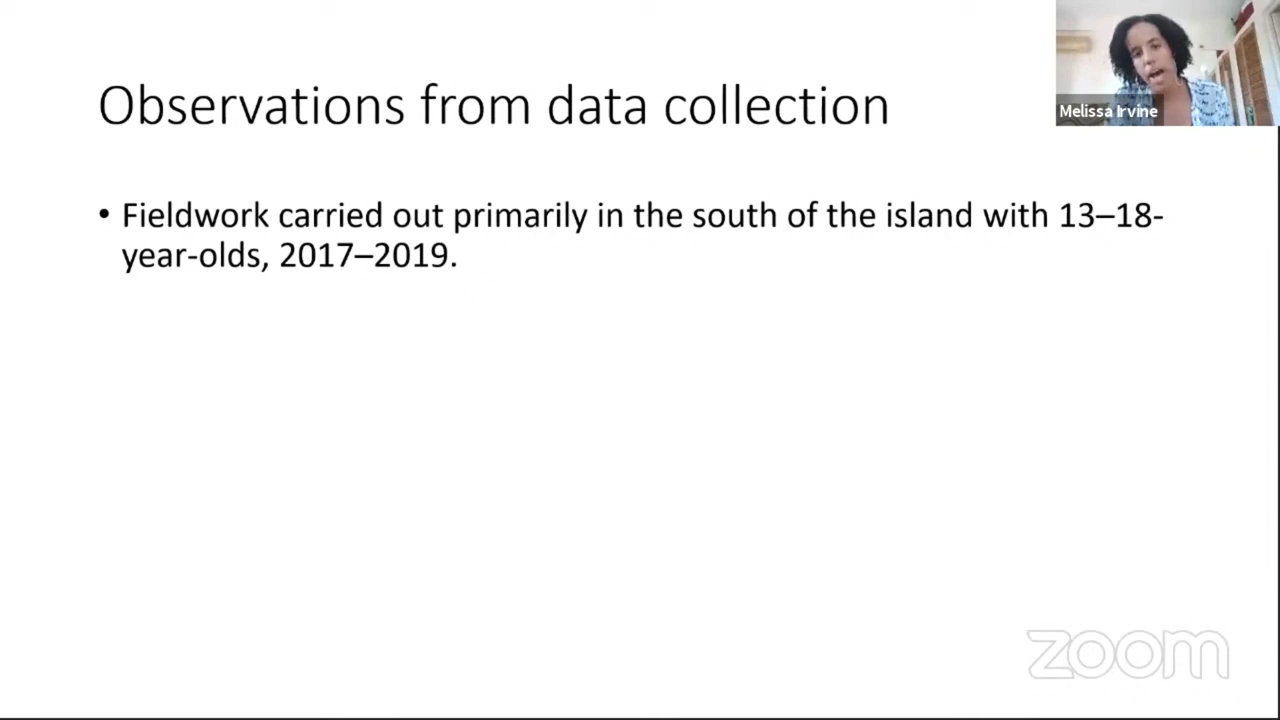 Observations from data collection
Melissa Irvine
• Fieldwork carried out primarily in the south of the island with 13–18-
year-olds, 2017–2019.
zoom